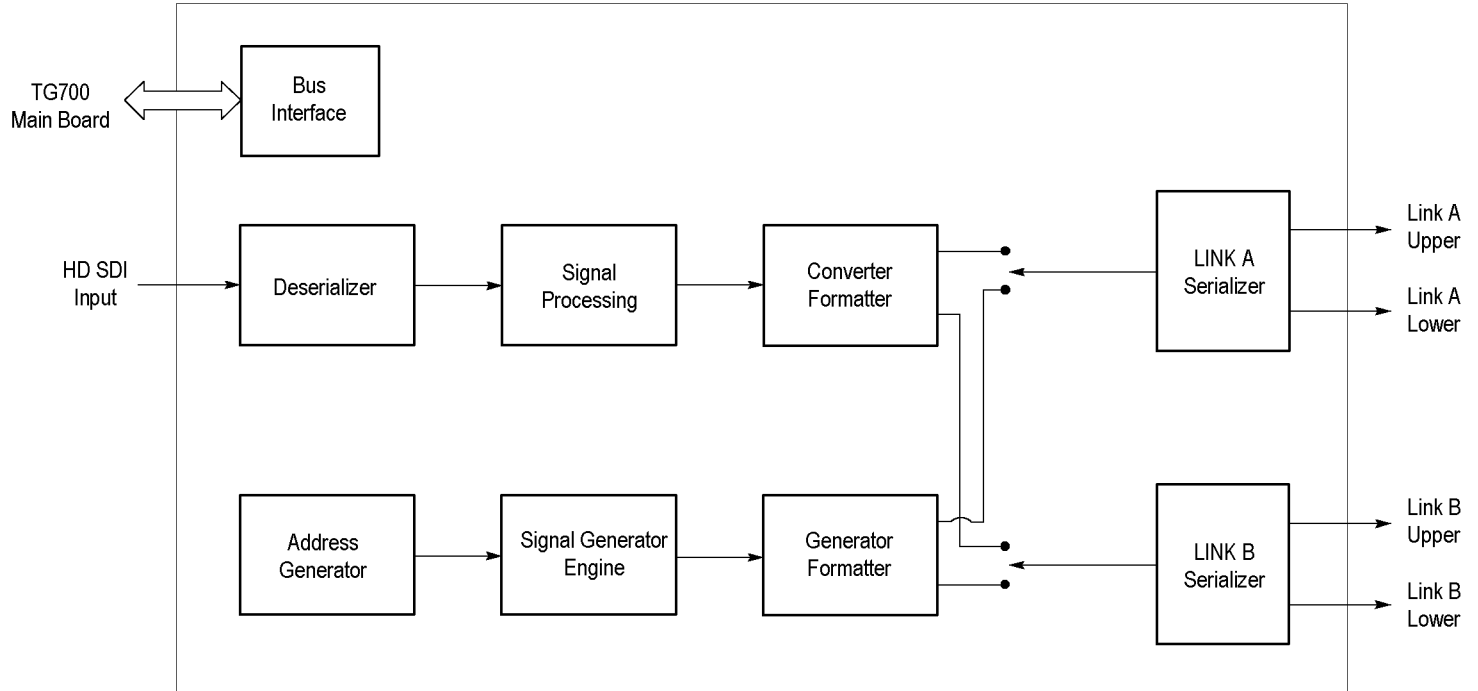 TG700
Main Board
Bus
Interface
HD SDI
Input
Deserializer
Signal
Processing
Converter
Formatter
LINK A
Serializer
Link A
Upper
Link A
Lower
Address
Generator
Signal Generator
Engine
Generator
Formatter
LINK B
Serializer
Link B
Upper
Link B
Lower